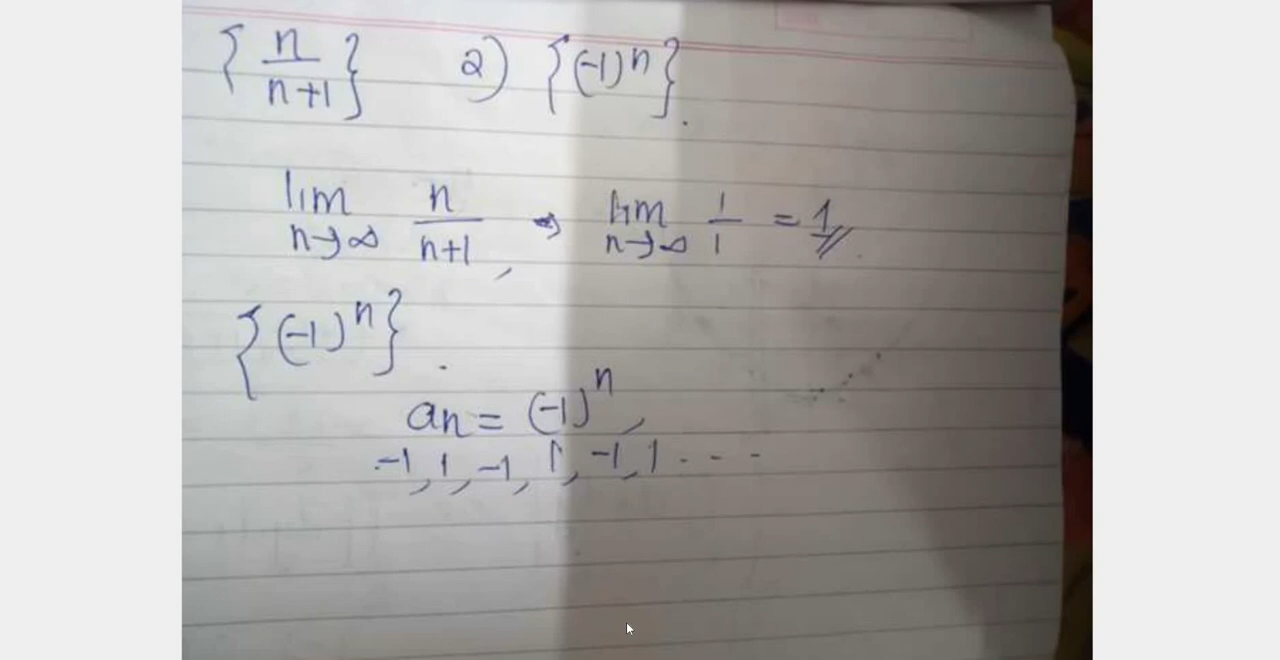 {n/n+1} 2) {(-1)^n}.
lim n→∞ n/n+1, ⇒ lim n→∞ 1/1 = 1
{(-1)^n}.
an = (-1)^n,
-1, 1, -1, 1, -1, 1 - - -